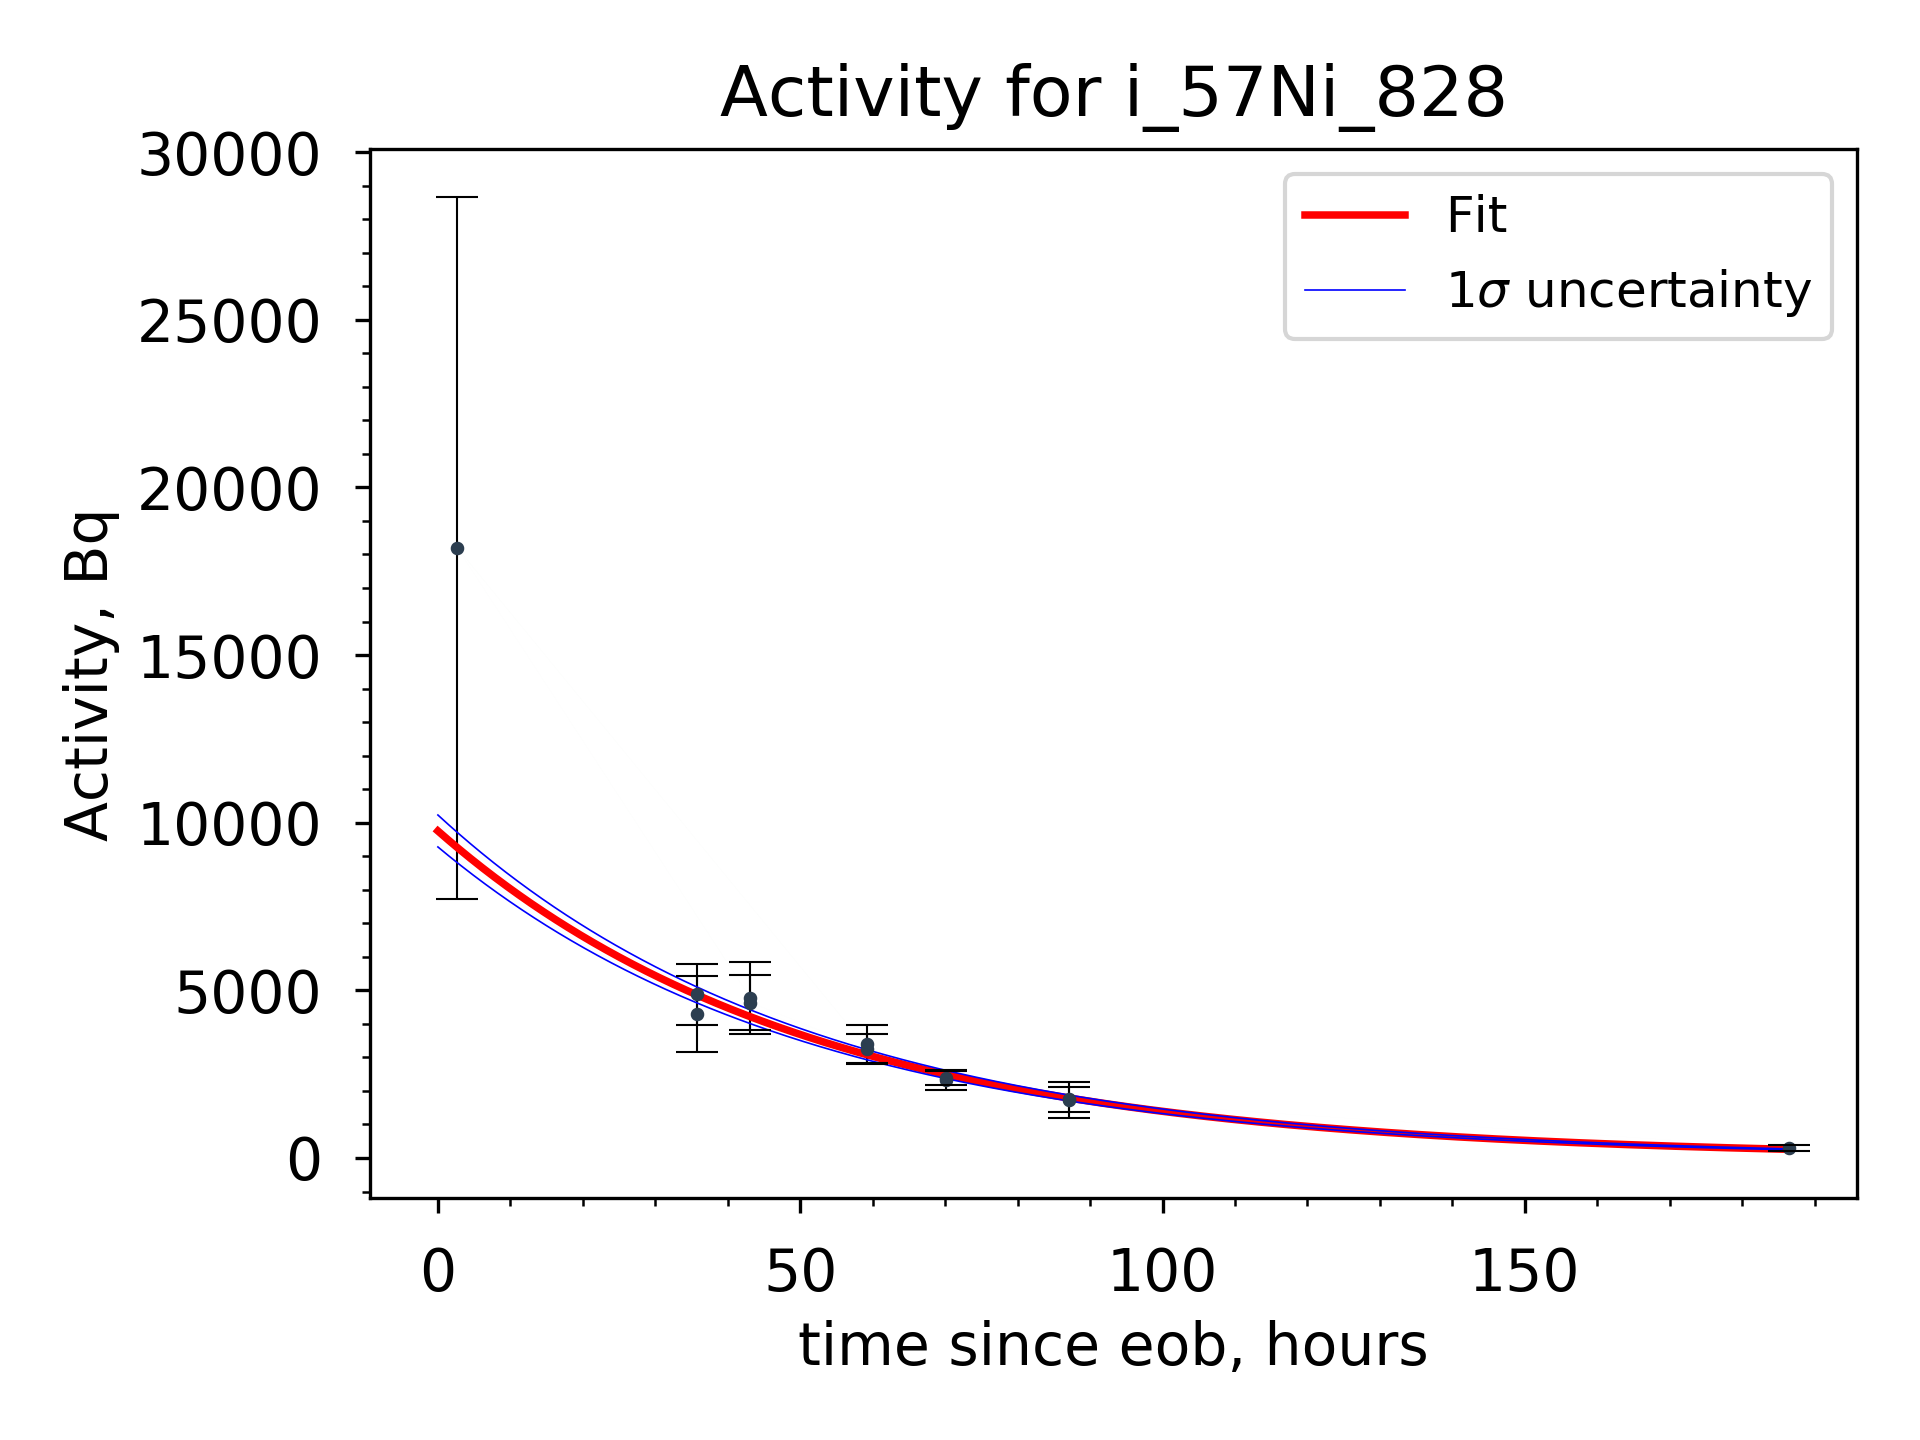 Activity for i_57Ni_828
30000
25000
20000
15000
10000
5000
0
Activity, Bq
Fit
1σ uncertainty
0 50 100 150
time since eob, hours